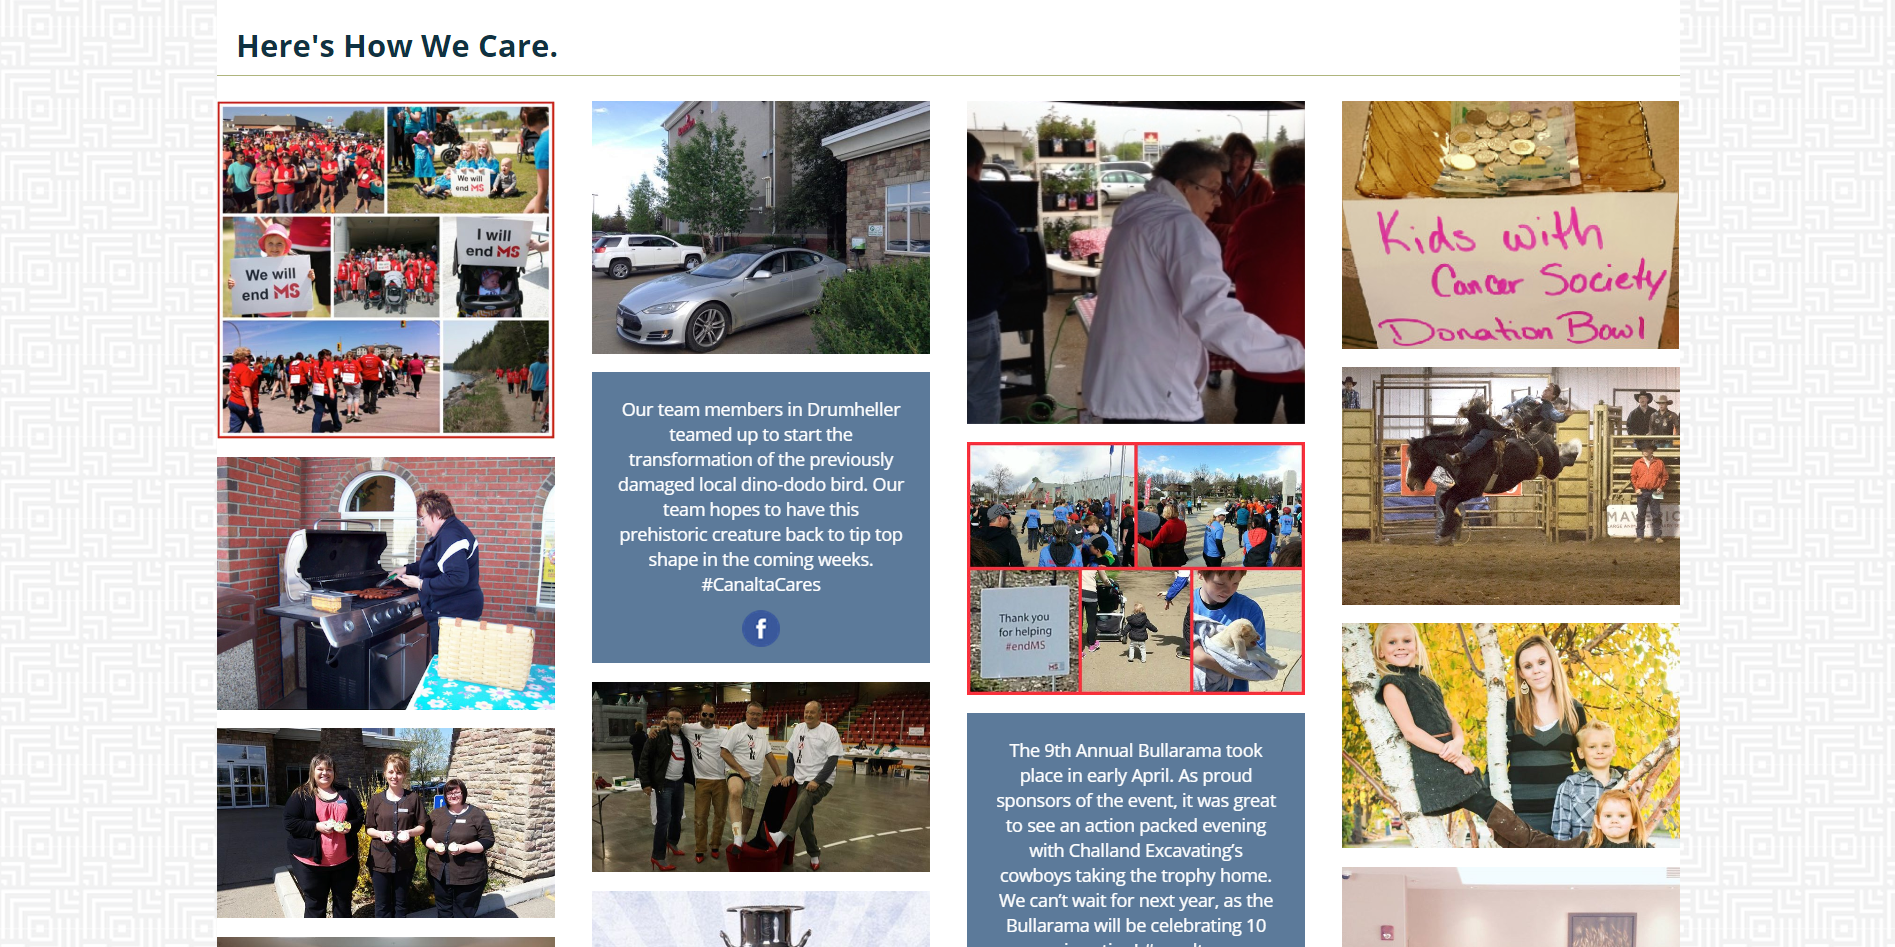 Here's How We Care.
We will
end MS
We will
end MS
I will
end MS
Our team members in Drumheller
teamed up to start the
transformation of the previously
damaged local dino-dodo bird. Our
team hopes to have this
prehistoric creature back to tip top
shape in the coming weeks.
#CanaltaCares
f
Thank you
for helping
#endMS
MS
The 9th Annual Bullarama took
place in early April. As proud
sponsors of the event, it was great
to see an action packed evening
with Challand Excavating’s
cowboys taking the trophy home.
We can’t wait for next year, as the
Bullarama will be celebrating 10
Kids with
Cancer Society
Donation Bowl
MAVERIC